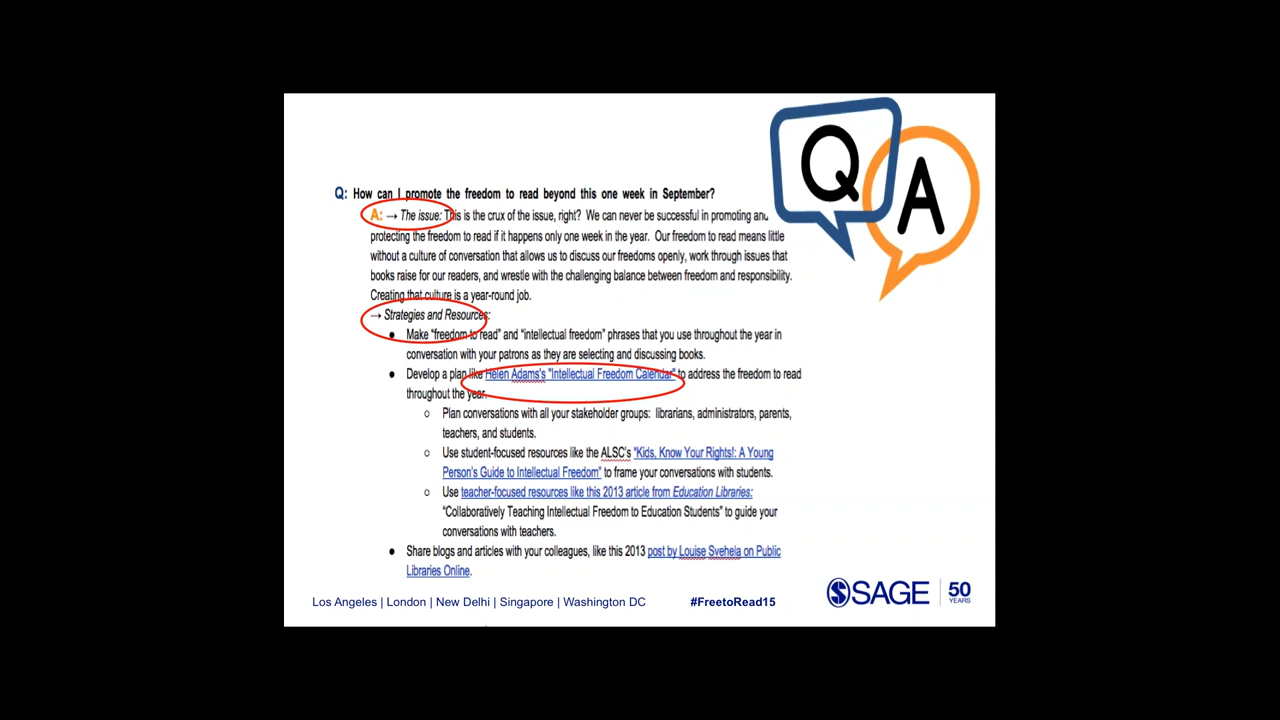 Q A
Q: How can I promote the freedom to read beyond this one week in September?
A: → The issue: This is the crux of the issue, right? We can never be successful in promoting and
protecting the freedom to read if it happens only one week in the year. Our freedom to read means little
without a culture of conversation that allows us to discuss our freedoms openly, work through issues that
books raise for our readers, and wrestle with the challenging balance between freedom and responsibility.
Creating that culture is a year-round job.
→ Strategies and Resources:
● Make “freedom to read” and “intellectual freedom” phrases that you use throughout the year in
conversation with your patrons as they are selecting and discussing books.
● Develop a plan like Helen Adams's "Intellectual Freedom Calendar" to address the freedom to read
throughout the year.
○ Plan conversations with all your stakeholder groups: librarians, administrators, parents,
teachers, and students.
○ Use student-focused resources like the ALSC's “Kids, Know Your Rights!: A Young
Person's Guide to Intellectual Freedom” to frame your conversations with students.
○ Use teacher-focused resources like this 2013 article from Education Libraries:
“Collaboratively Teaching Intellectual Freedom to Education Students” to guide your
conversations with teachers.
● Share blogs and articles with your colleagues, like this 2013 post by Louise Svehela on Public
Libraries Online.
Los Angeles | London | New Delhi | Singapore | Washington DC #FreetoRead15
SAGE 50 YEARS